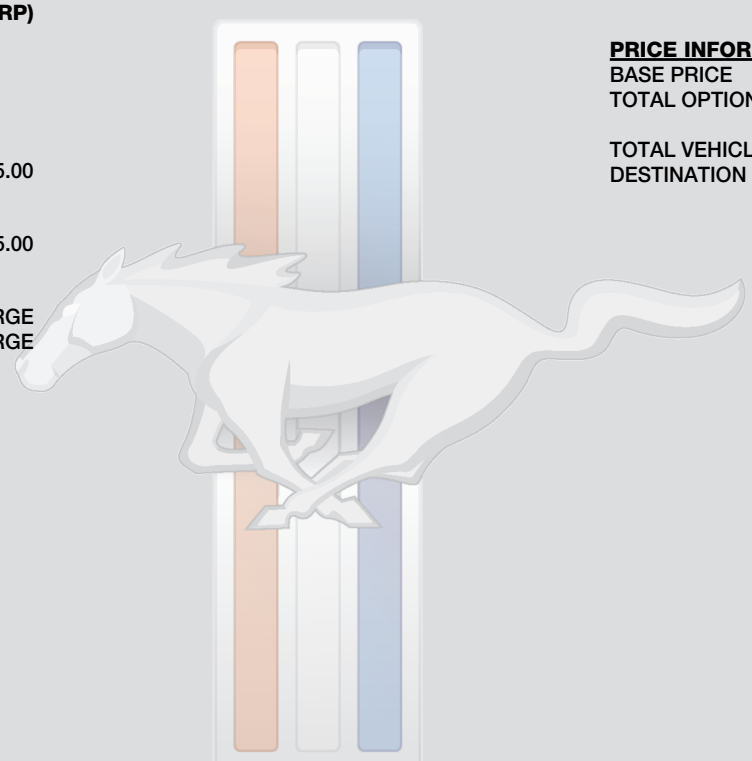 RP)
5.00
5.00
RGE
RGE
PRICE INFOR
BASE PRICE
TOTAL OPTION
TOTAL VEHICL
DESTINATION